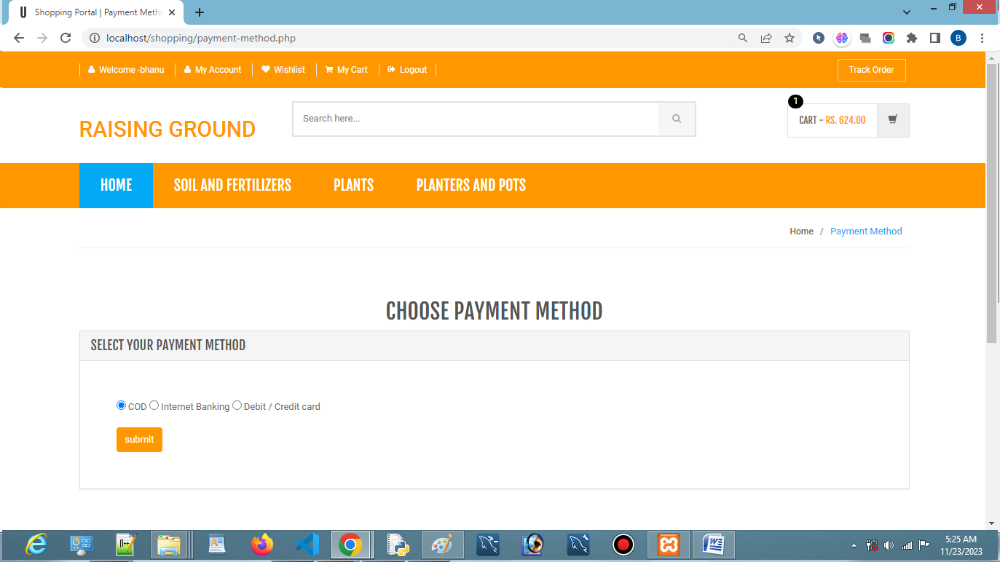 Shopping Portal | Payment Metho
localhost/shopping/payment-method.php
B
Welcome -bhanu My Account Wishlist My Cart Logout Track Order
1
RAISING GROUND Search here... CART - RS. 624.00
HOME SOIL AND FERTILIZERS PLANTS PLANTERS AND POTS
Home / Payment Method
CHOOSE PAYMENT METHOD
SELECT YOUR PAYMENT METHOD
COD Internet Banking Debit / Credit card
submit
5:25 AM
11/23/2023